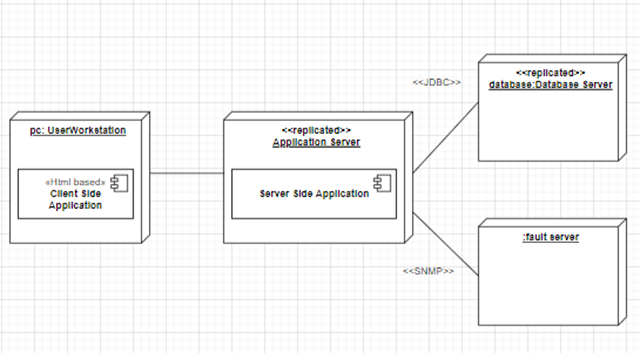 pc: UserWorkstation
«Html based»
Client Side
Application
<<replicated>>
Application Server
Server Side Application
<<JDBC>>
<<replicated>>
database:Database Server
<<SNMP>>
:fault server